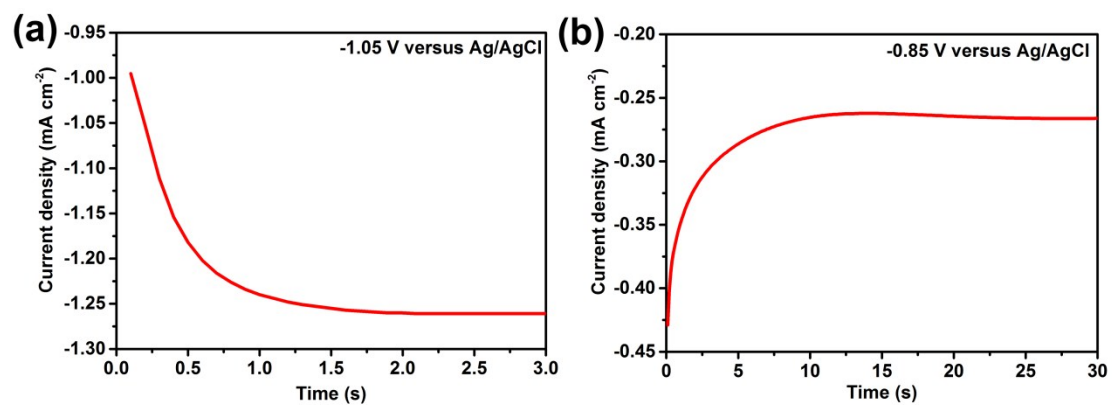 (a)
-1.05 V versus Ag/AgCl
Current density (mA cm⁻²)
-0.95
-1.00
-1.05
-1.10
-1.15
-1.20
-1.25
-1.30
0.0 0.5 1.0 1.5 2.0 2.5 3.0
Time (s)
(b)
-0.85 V versus Ag/AgCl
Current density (mA cm⁻²)
-0.20
-0.25
-0.30
-0.35
-0.40
-0.45
0 5 10 15 20 25 30
Time (s)